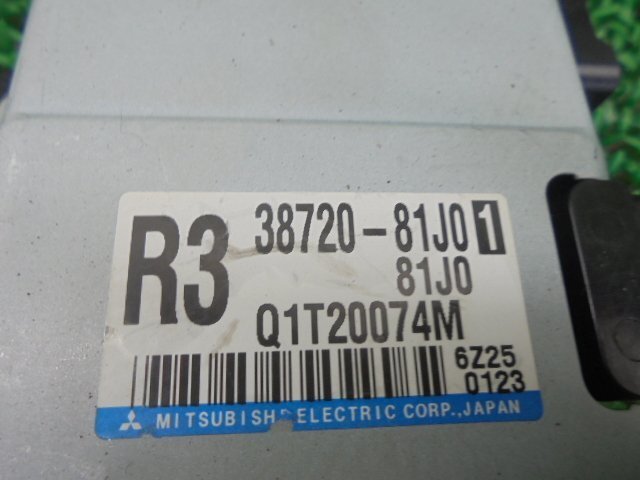 R3
38720-81J0 1
81J0
Q1T20074M
6Z25
0123
MITSUBISHI ELECTRIC CORP.,JAPAN